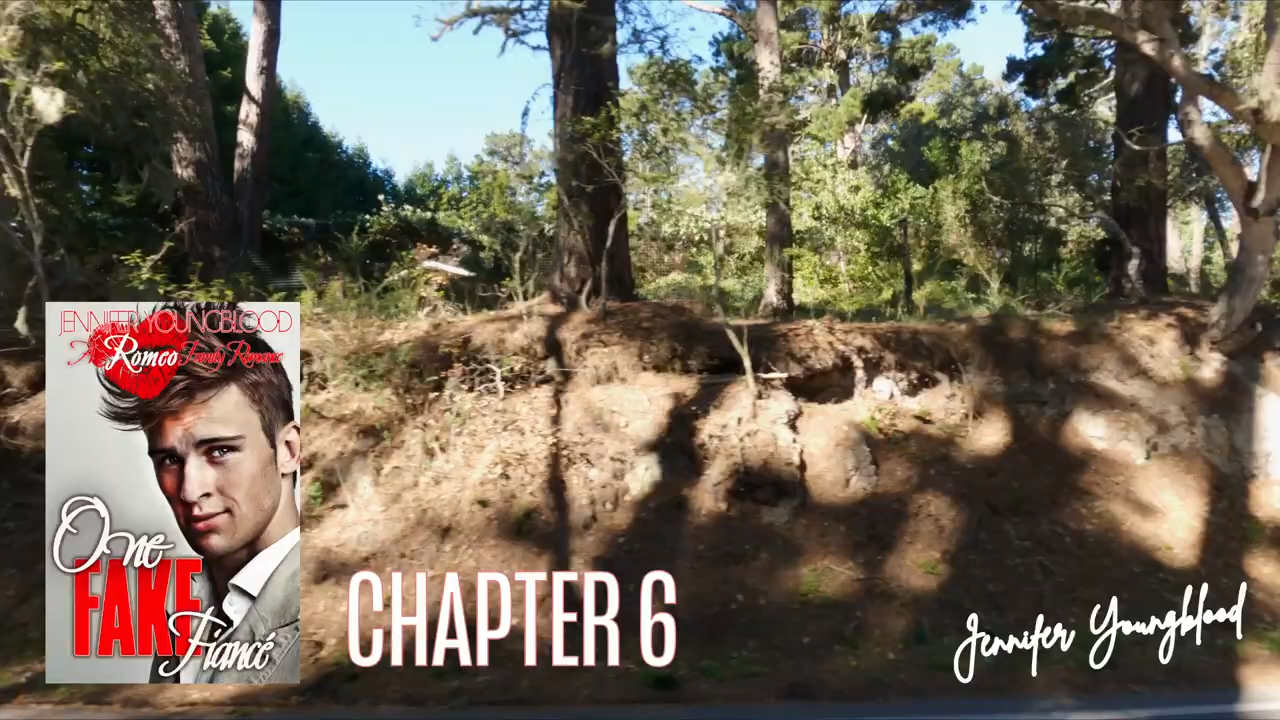 JENNIFER YOUNGBLOOD
A Romeo Family Romance
One
FAKE
Fiancé
CHAPTER 6
Jennifer Youngblood